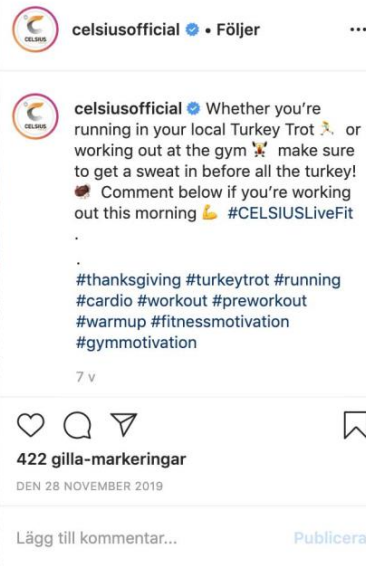 CELSIUS
celsiusofficial • Följer
CELSIUS
celsiusofficial Whether you're
running in your local Turkey Trot 🏃 or
working out at the gym 🏋 make sure
to get a sweat in before all the turkey!
Comment below if you're working
out this morning 💪 #CELSIUSLiveFit
.
.
#thanksgiving #turkeytrot #running
#cardio #workout #preworkout
#warmup #fitnessmotivation
#gymmotivation
7 v
422 gilla-markeringar
DEN 28 NOVEMBER 2019
Lägg till kommentar...
Publicera